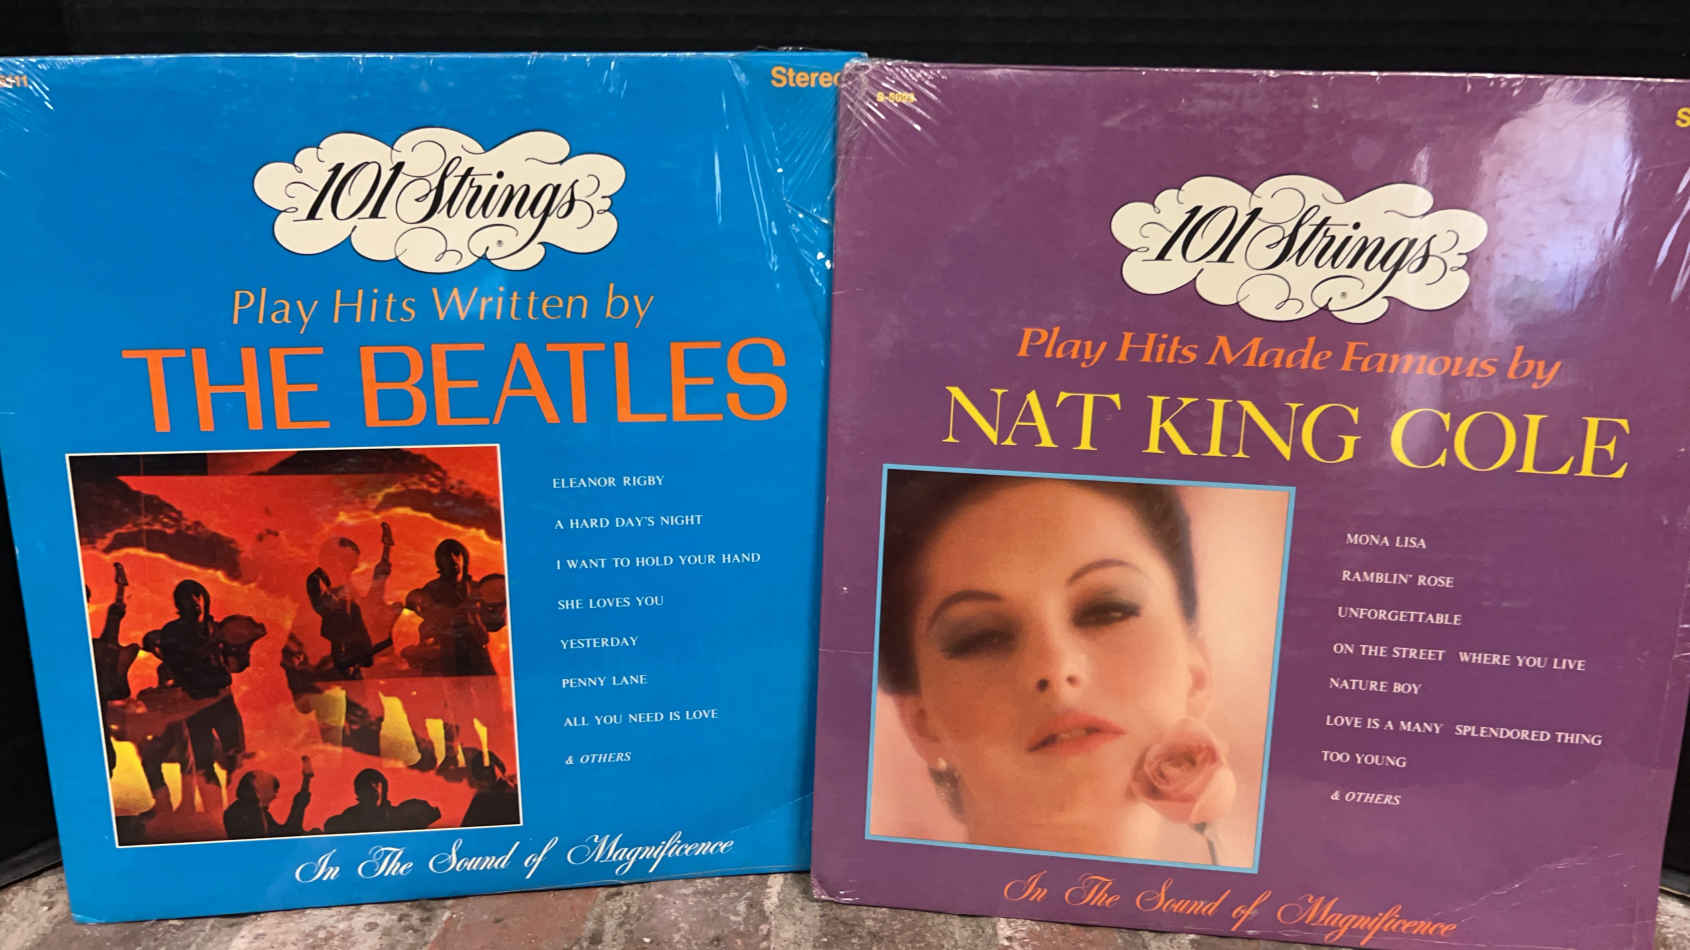 Stereo
101 Strings
®
Play Hits Written by
THE BEATLES
ELEANOR RIGBY
A HARD DAY'S NIGHT
I WANT TO HOLD YOUR HAND
SHE LOVES YOU
YESTERDAY
PENNY LANE
ALL YOU NEED IS LOVE
& OTHERS
In The Sound of Magnificence
S
101 Strings
®
Play Hits Made Famous by
NAT KING COLE
MONA LISA
RAMBLIN' ROSE
UNFORGETTABLE
ON THE STREET WHERE YOU LIVE
NATURE BOY
LOVE IS A MANY SPLENDORED THING
TOO YOUNG
& OTHERS
In The Sound of Magnificence